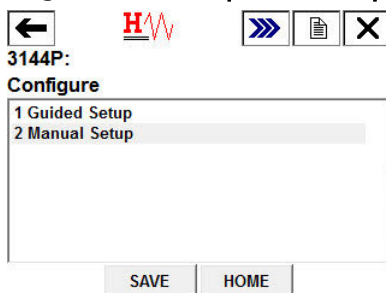 H
3144P:
Configure
1 Guided Setup
2 Manual Setup
SAVE HOME